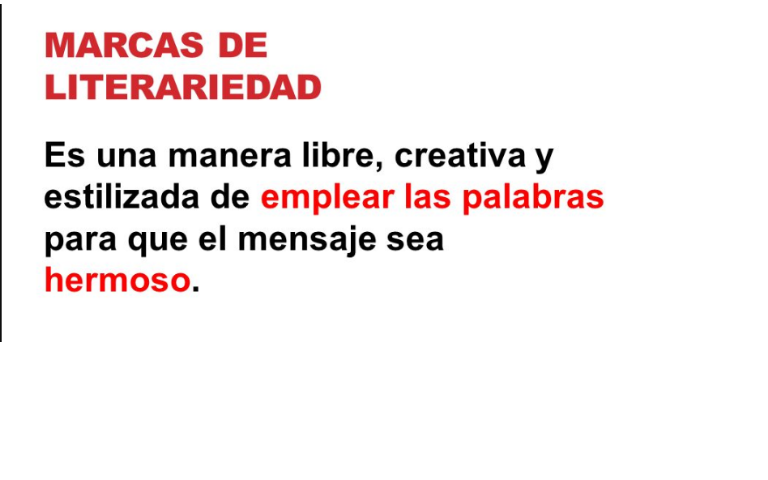 MARCAS DE
LITERARIEDAD
Es una manera libre, creativa y
estilizada de emplear las palabras
para que el mensaje sea
hermoso.